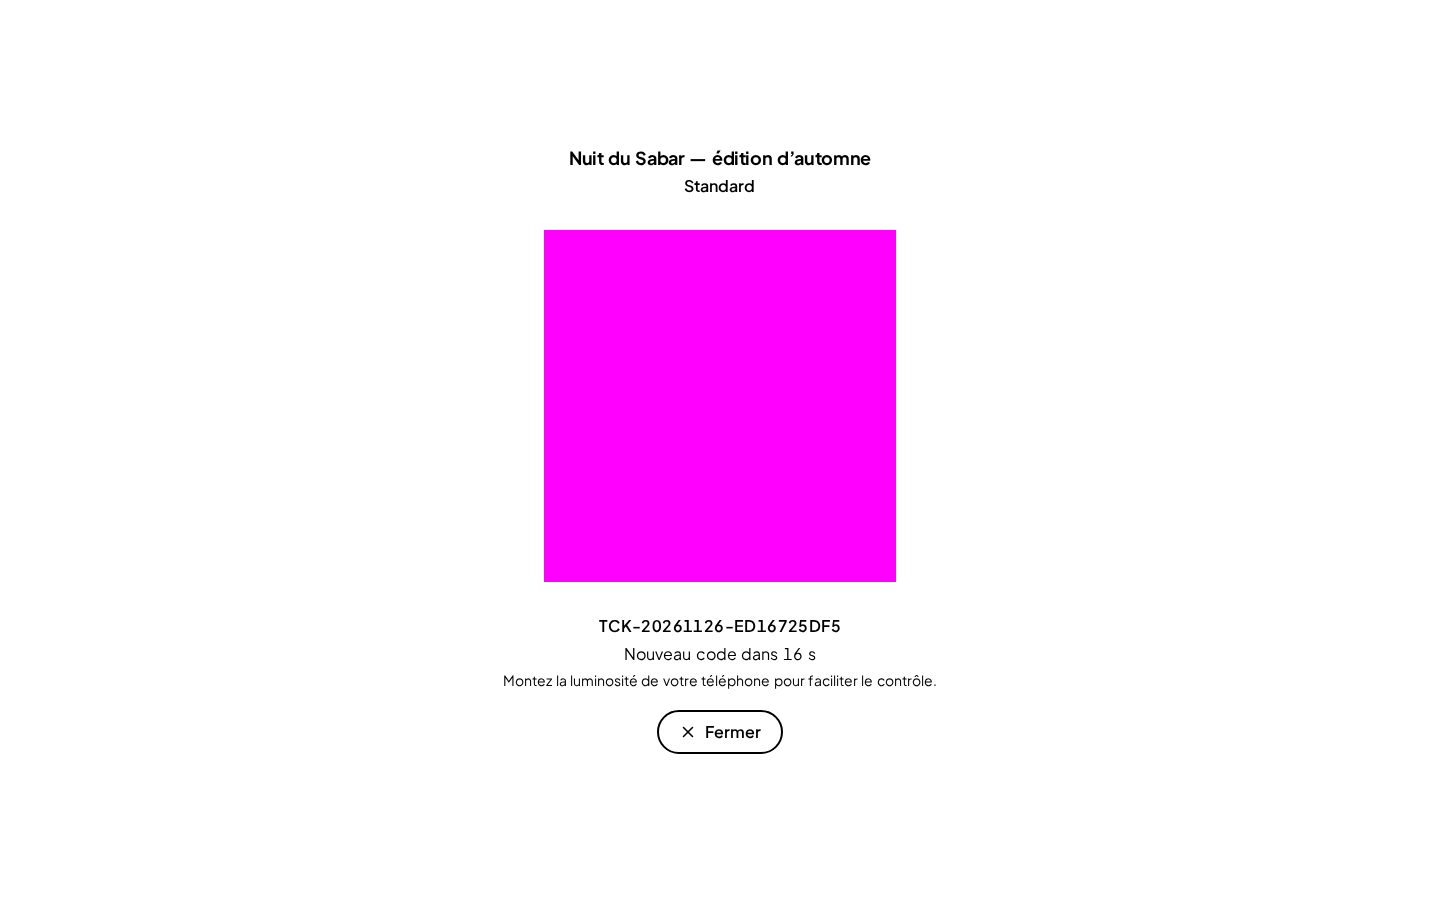 Nuit du Sabar — édition d’automne
Standard
TCK-20261126-ED16725DF5
Nouveau code dans 16 s
Montez la luminosité de votre téléphone pour faciliter le contrôle.
Fermer